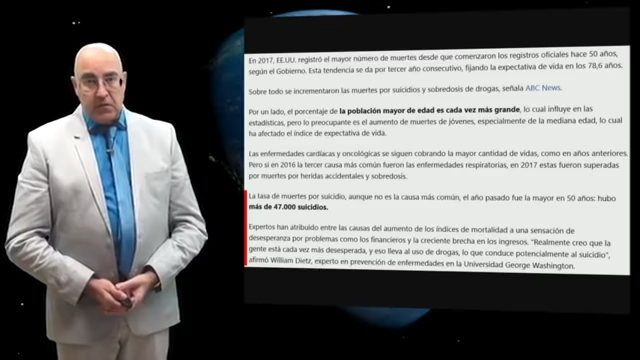 En 2017, EE.UU. registró el mayor número de muertes desde que comenzaron los registros oficiales hace 50 años,
según el Gobierno. Esta tendencia se da por tercer año consecutivo, fijando la expectativa de vida en los 78,6 años.
Sobre todo se incrementaron las muertes por suicidios y sobredosis de drogas, señala ABC News.
Por un lado, el porcentaje de la población mayor de edad es cada vez más grande, lo cual influye en las
estadísticas, pero lo preocupante es el aumento de muertes de jóvenes, especialmente de la mediana edad, lo cual
ha afectado el índice de expectativa de vida.
Las enfermedades cardíacas y oncológicas se siguen cobrando la mayor cantidad de vidas, como en años anteriores.
Pero si en 2016 la tercer causa más común fueron las enfermedades respiratorias, en 2017 estas fueron superadas
por muertes por heridas accidentales y sobredosis.
La tasa de muertes por suicidio, aunque no es la causa más común, el año pasado fue la mayor en 50 años: hubo
más de 47.000 suicidios.
Expertos han atribuido entre las causas del aumento de los índices de mortalidad a una sensación de
desesperanza por problemas como los financieros y la creciente brecha en los ingresos. "Realmente creo que la
gente está cada vez más desesperada, y eso lleva al uso de drogas, lo que conduce potencialmente al suicidio",
afirmó William Dietz, experto en prevención de enfermedades en la Universidad George Washington.